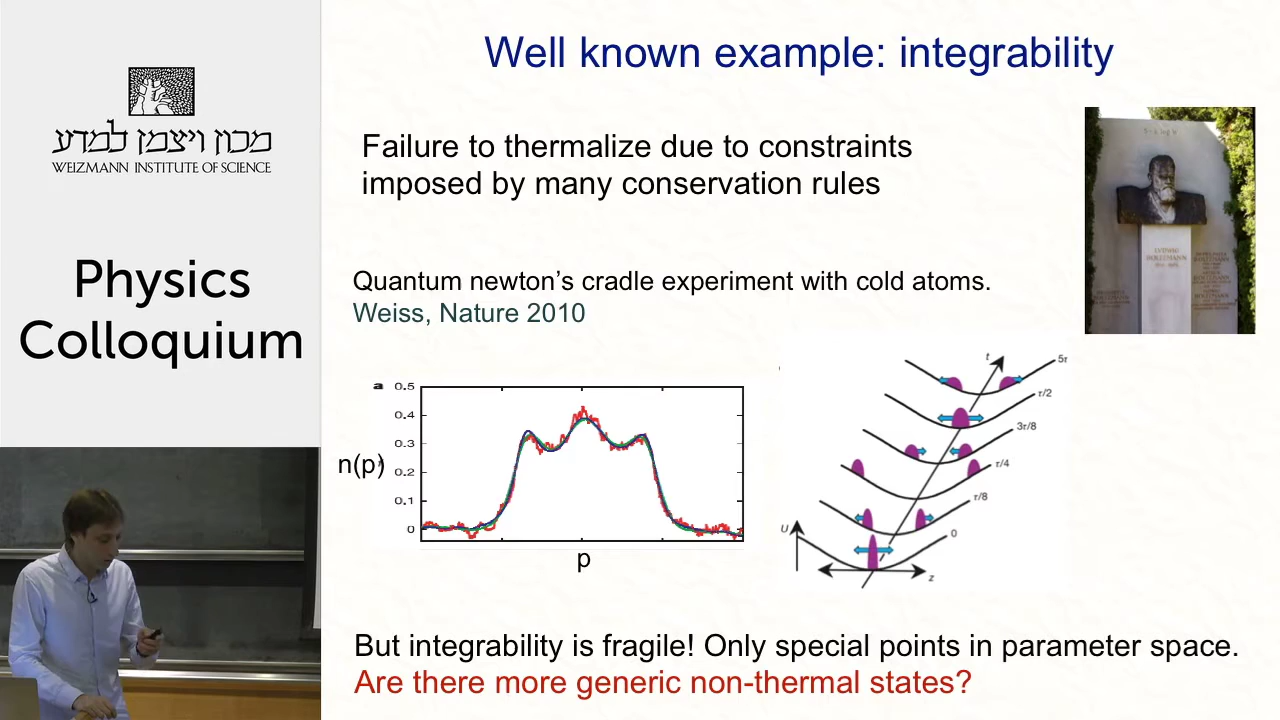 Well known example: integrability
מכון ויצמן למדע
WEIZMANN INSTITUTE OF SCIENCE
Physics
Colloquium
Failure to thermalize due to constraints
imposed by many conservation rules
LUDWIG
BOLTZMANN
Quantum newton's cradle experiment with cold atoms.
Weiss, Nature 2010
a
0.5
0.4
0.3
0.2
0.1
0
n(p)
p
t
5τ
τ/2
3τ/8
τ/4
τ/8
0
U
z
But integrability is fragile! Only special points in parameter space.
Are there more generic non-thermal states?